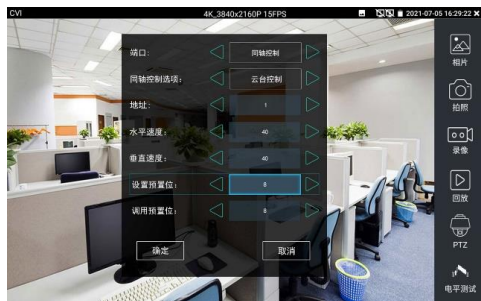 CVI 4K_3840x2160P 15FPS 2021-07-05 16:29:22
端口: 同轴控制
同轴控制选项: 云台控制
地址: 1
水平速度: 40
垂直速度: 40
设置预置位: 8
调用预置位: 8
确定 取消
相片
拍照
录像
回放
PTZ
电平测试